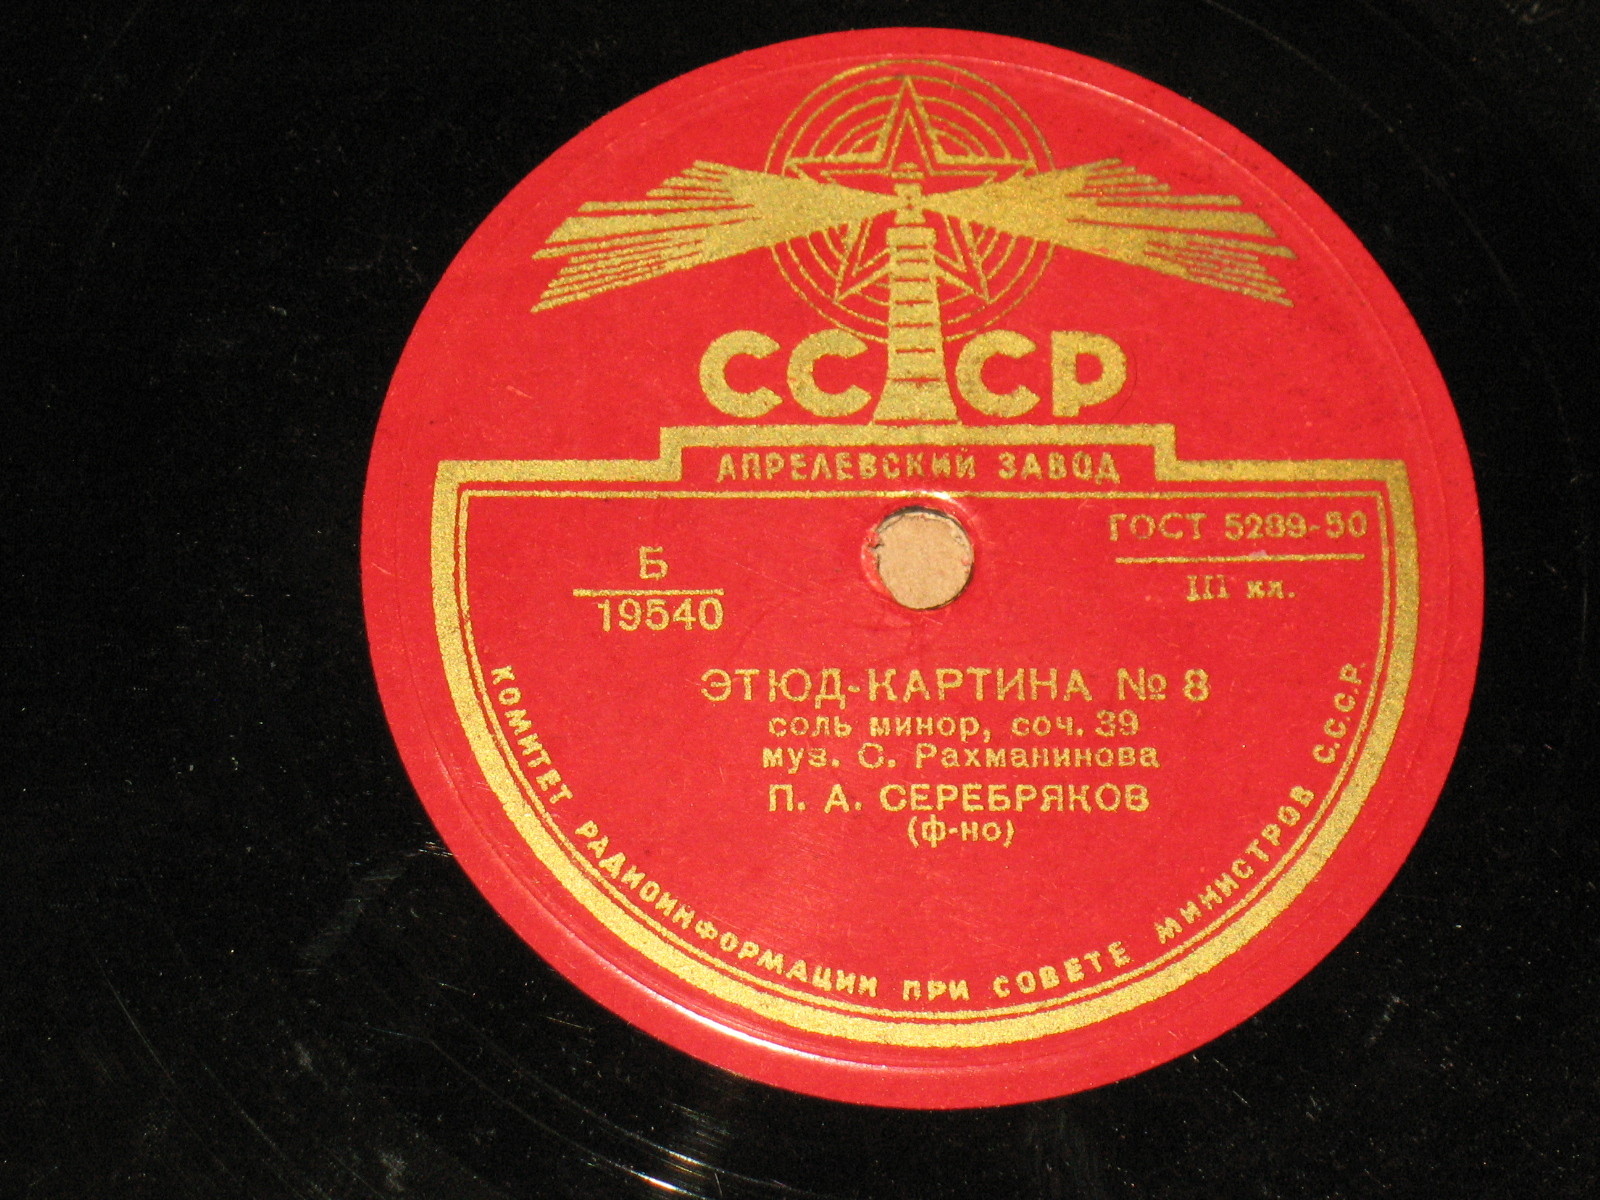 СССР
АПРЕЛЕВСКИЙ ЗАВОД
ГОСТ 5289-50
III кл.
Б
19540
ЭТЮД-КАРТИНА № 8
соль минор, соч. 39
муз. С. Рахманинова
П. А. СЕРЕБРЯКОВ
(ф-но)
КОМИТЕТ РАДИОИНФОРМАЦИИ ПРИ СОВЕТЕ МИНИСТРОВ С.С.С.Р.